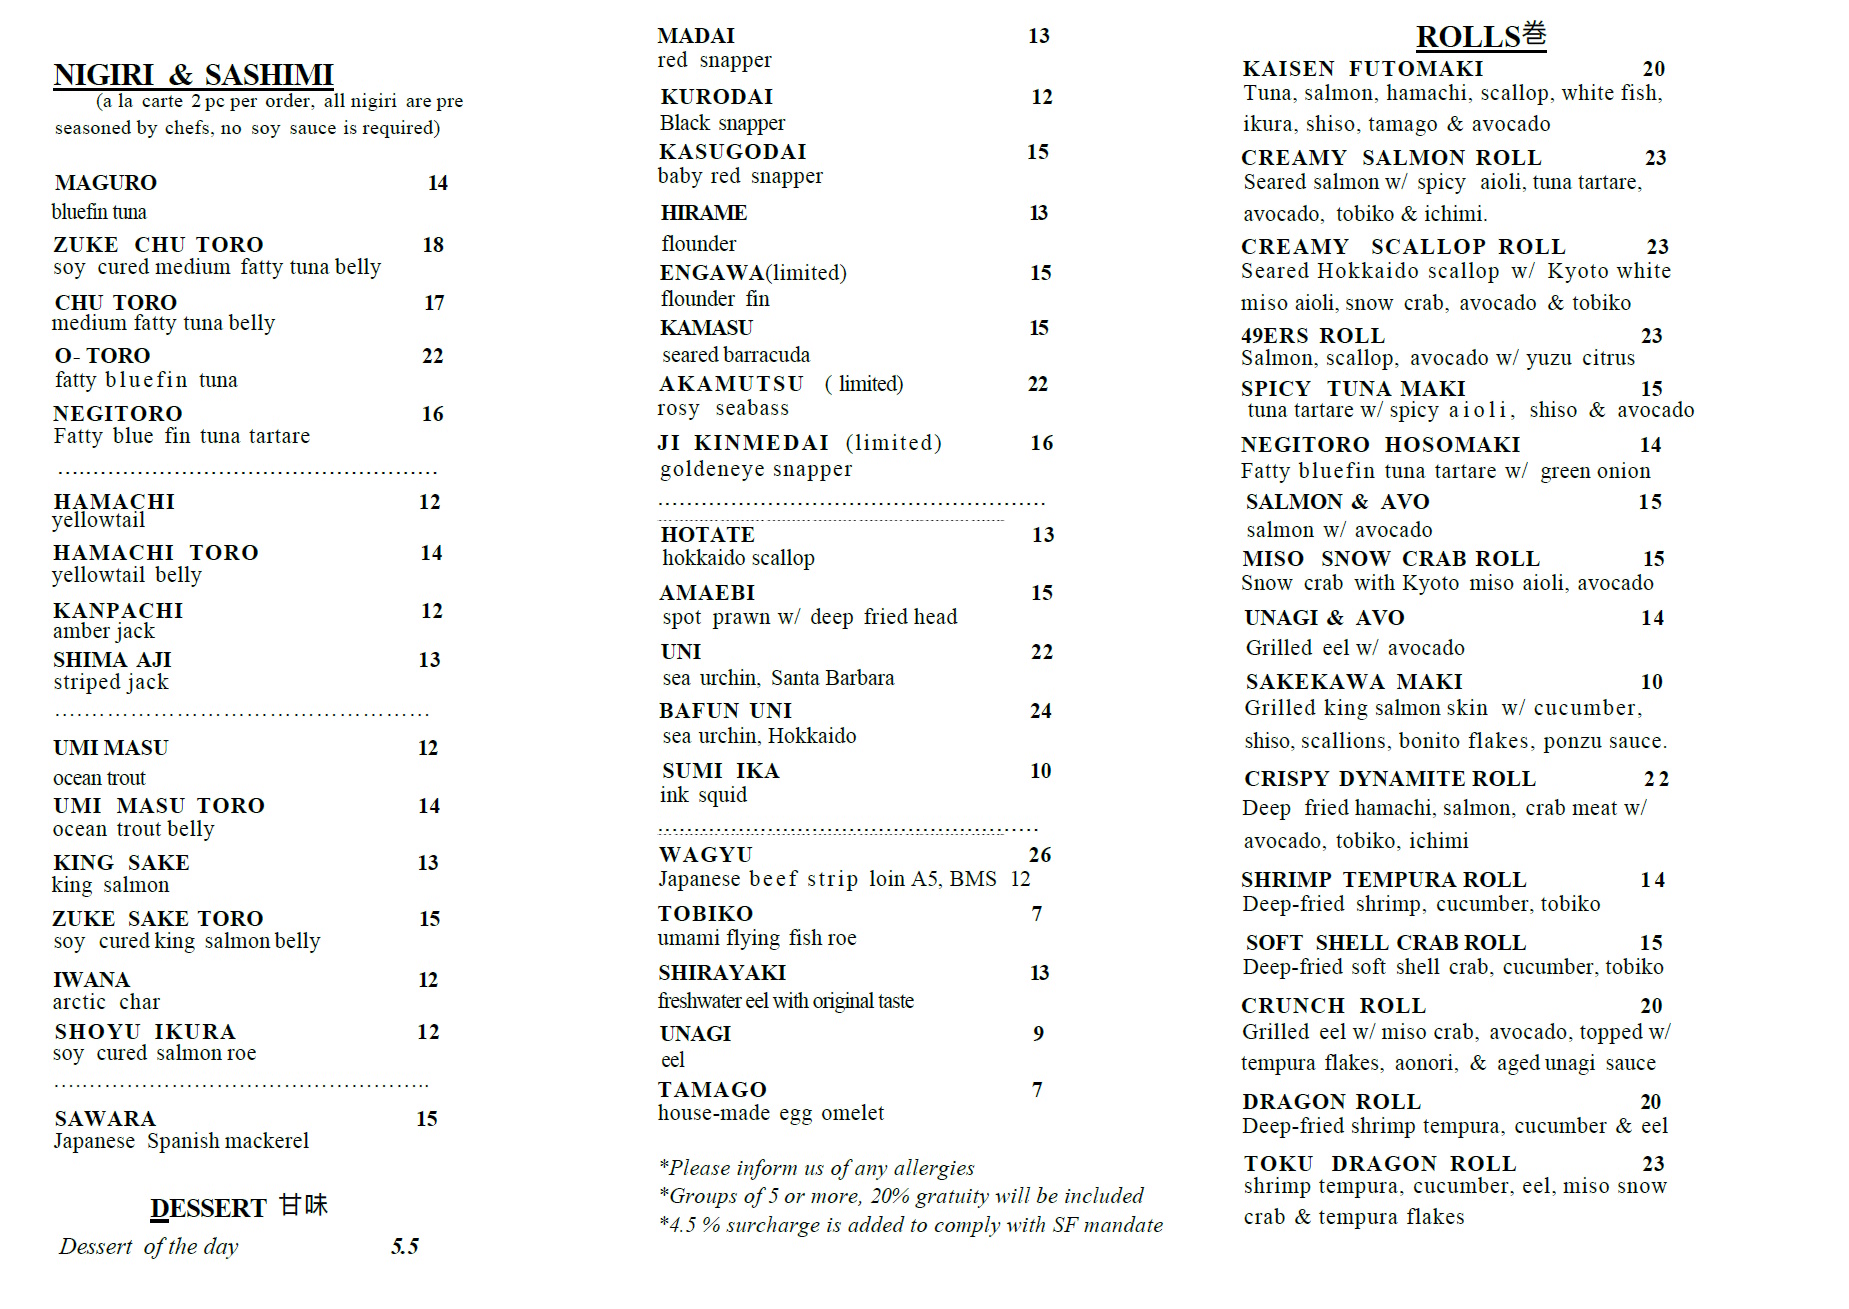 NIGIRI & SASHIMI
(a la carte 2 pc per order, all nigiri are pre
seasoned by chefs, no soy sauce is required)
MAGURO 14
bluefin tuna
ZUKE CHU TORO 18
soy cured medium fatty tuna belly
CHU TORO 17
medium fatty tuna belly
O- TORO 22
fatty bluefin tuna
NEGITORO 16
Fatty blue fin tuna tartare
……………………………………………
HAMACHI 12
yellowtail
HAMACHI TORO 14
yellowtail belly
KANPACHI 12
amber jack
SHIMA AJI 13
striped jack
……………………………………………
UMI MASU 12
ocean trout
UMI MASU TORO 14
ocean trout belly
KING SAKE 13
king salmon
ZUKE SAKE TORO 15
soy cured king salmon belly
IWANA 12
arctic char
SHOYU IKURA 12
soy cured salmon roe
……………………………………………..
SAWARA 15
Japanese Spanish mackerel
DESSERT 甘味
Dessert of the day 5.5
MADAI 13
red snapper
KURODAI 12
Black snapper
KASUGODAI 15
baby red snapper
HIRAME 13
flounder
ENGAWA(limited) 15
flounder fin
KAMASU 15
seared barracuda
AKAMUTSU ( limited) 22
rosy seabass
JI KINMEDAI (limited) 16
goldeneye snapper
………………………………………………
HOTATE 13
hokkaido scallop
AMAEBI 15
spot prawn w/ deep fried head
UNI 22
sea urchin, Santa Barbara
BAFUN UNI 24
sea urchin, Hokkaido
SUMI IKA 10
ink squid
………………………………………………
WAGYU 26
Japanese beef strip loin A5, BMS 12
TOBIKO 7
umami flying fish roe
SHIRAYAKI 13
freshwater eel with original taste
UNAGI 9
eel
TAMAGO 7
house-made egg omelet
*Please inform us of any allergies
*Groups of 5 or more, 20% gratuity will be included
*4.5 % surcharge is added to comply with SF mandate
ROLLS巻
KAISEN FUTOMAKI 20
Tuna, salmon, hamachi, scallop, white fish,
ikura, shiso, tamago & avocado
CREAMY SALMON ROLL 23
Seared salmon w/ spicy aioli, tuna tartare,
avocado, tobiko & ichimi.
CREAMY SCALLOP ROLL 23
Seared Hokkaido scallop w/ Kyoto white
miso aioli, snow crab, avocado & tobiko
49ERS ROLL 23
Salmon, scallop, avocado w/ yuzu citrus
SPICY TUNA MAKI 15
tuna tartare w/ spicy aioli, shiso & avocado
NEGITORO HOSOMAKI 14
Fatty bluefin tuna tartare w/ green onion
SALMON & AVO 15
salmon w/ avocado
MISO SNOW CRAB ROLL 15
Snow crab with Kyoto miso aioli, avocado
UNAGI & AVO 14
Grilled eel w/ avocado
SAKEKAWA MAKI 10
Grilled king salmon skin w/ cucumber,
shiso, scallions, bonito flakes, ponzu sauce.
CRISPY DYNAMITE ROLL 22
Deep fried hamachi, salmon, crab meat w/
avocado, tobiko, ichimi
SHRIMP TEMPURA ROLL 14
Deep-fried shrimp, cucumber, tobiko
SOFT SHELL CRAB ROLL 15
Deep-fried soft shell crab, cucumber, tobiko
CRUNCH ROLL 20
Grilled eel w/ miso crab, avocado, topped w/
tempura flakes, aonori, & aged unagi sauce
DRAGON ROLL 20
Deep-fried shrimp tempura, cucumber & eel
TOKU DRAGON ROLL 23
shrimp tempura, cucumber, eel, miso snow
crab & tempura flakes